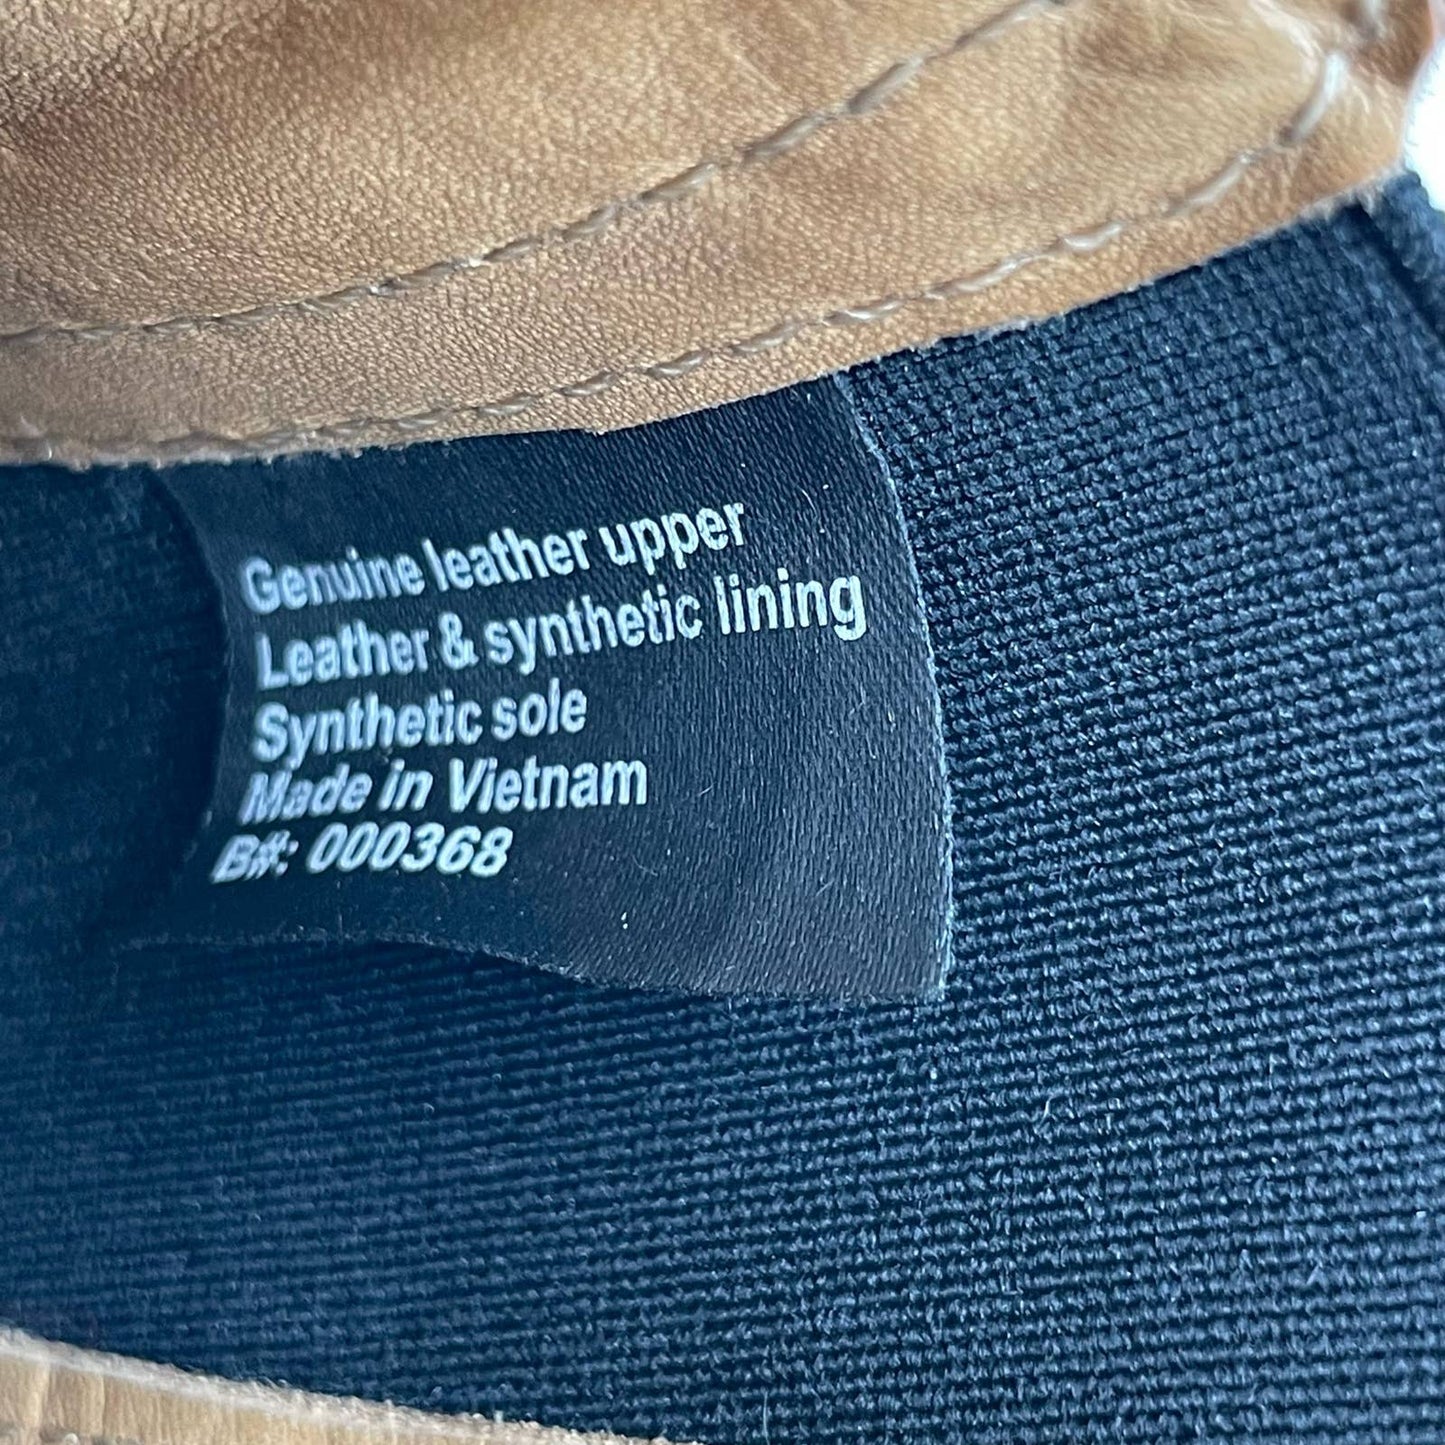 Genuine leather upper
Leather & synthetic lining
Synthetic sole
Made in Vietnam
B#: 000368